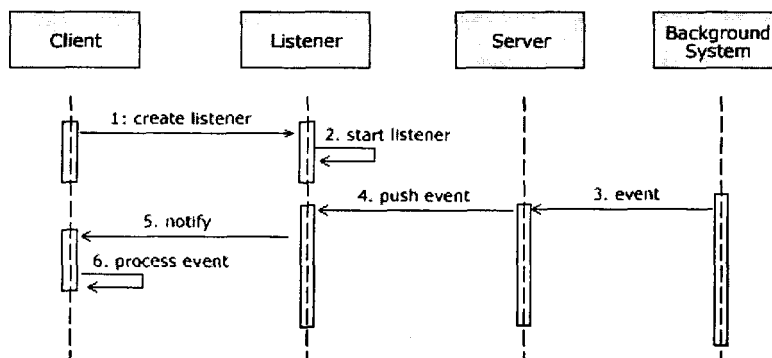 Client
Listener
Server
Background
System
1: create listener
2. start listener
4. push event
3. event
5. notify
6. process event